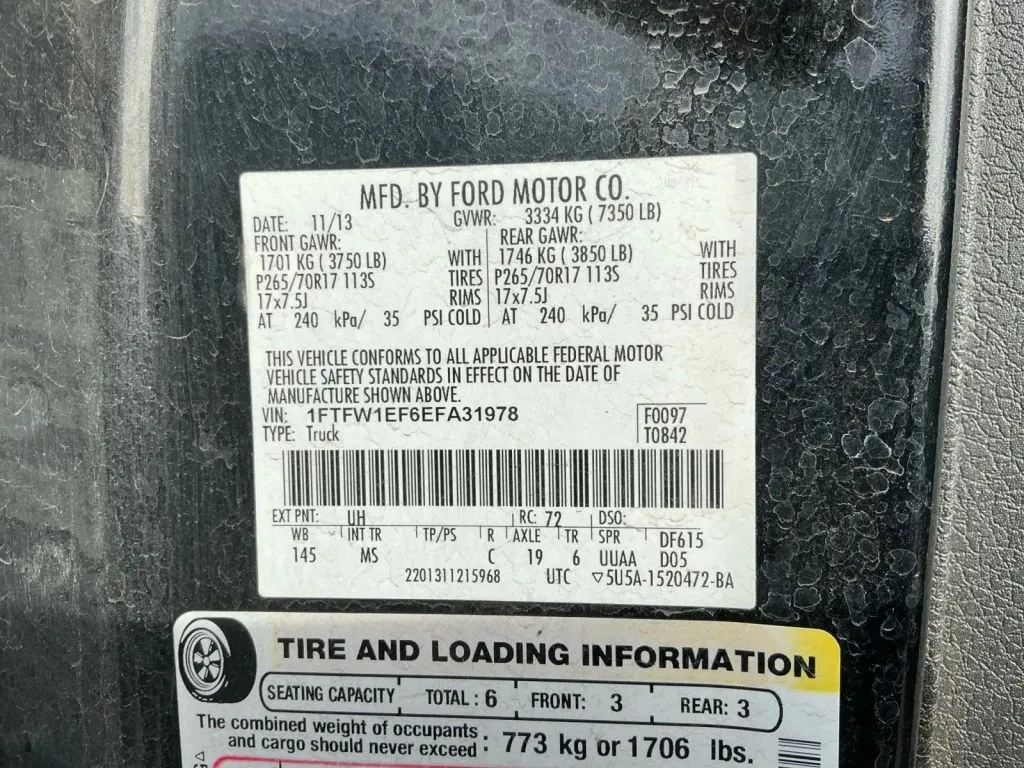 MFD. BY FORD MOTOR CO.
DATE: 11/13 GVWR: 3334 KG ( 7350 LB)
FRONT GAWR: REAR GAWR:
1701 KG ( 3750 LB) WITH 1746 KG ( 3850 LB) WITH
P265/70R17 113S TIRES P265/70R17 113S TIRES
17x7.5J RIMS 17x7.5J RIMS
AT 240 kPa/ 35 PSI COLD AT 240 kPa/ 35 PSI COLD
THIS VEHICLE CONFORMS TO ALL APPLICABLE FEDERAL MOTOR
VEHICLE SAFETY STANDARDS IN EFFECT ON THE DATE OF
MANUFACTURE SHOWN ABOVE.
VIN: 1FTFW1EF6EFA31978 F0097
TYPE: Truck T0842
EXT PNT: UH RC: 72 DSO:
WB INT TR TP/PS R AXLE TR SPR DF615
145 MS C 19 6 UUAA D05
2201311215968 UTC ▽5U5A-1520472-BA
TIRE AND LOADING INFORMATION
SEATING CAPACITY TOTAL : 6 FRONT: 3 REAR: 3
The combined weight of occupants
and cargo should never exceed : 773 kg or 1706 lbs.